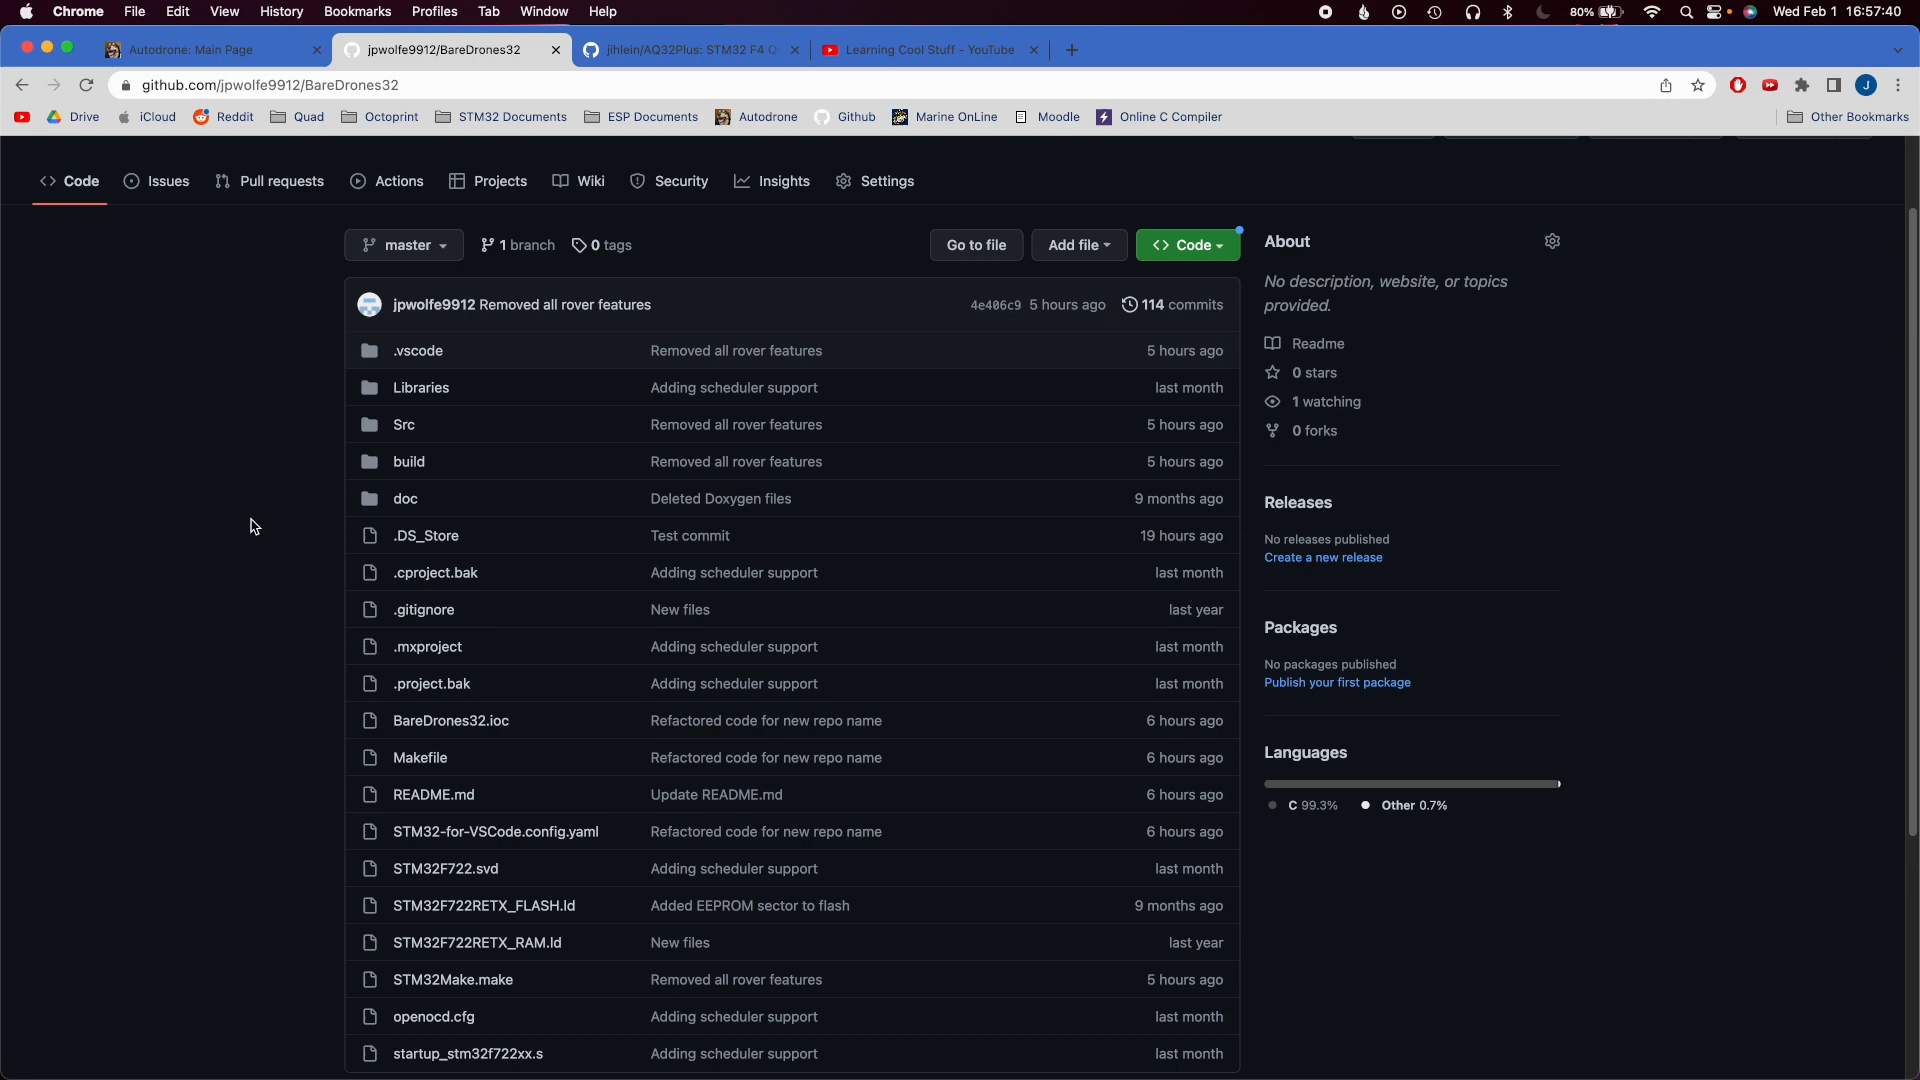 Chrome File Edit View History Bookmarks Profiles Tab Window Help 80% Wed Feb 1 16:57:40
Autodrone: Main Page jpwolfe9912/BareDrones32 jihlein/AQ32Plus: STM32 F4 Q Learning Cool Stuff - YouTube
github.com/jpwolfe9912/BareDrones32 J
Drive iCloud Reddit Quad Octoprint STM32 Documents ESP Documents Autodrone Github Marine OnLine Moodle Online C Compiler Other Bookmarks
Code Issues Pull requests Actions Projects Wiki Security Insights Settings
master 1 branch 0 tags Go to file Add file Code
jpwolfe9912 Removed all rover features 4e406c9 5 hours ago 114 commits
.vscode Removed all rover features 5 hours ago
Libraries Adding scheduler support last month
Src Removed all rover features 5 hours ago
build Removed all rover features 5 hours ago
doc Deleted Doxygen files 9 months ago
.DS_Store Test commit 19 hours ago
.cproject.bak Adding scheduler support last month
.gitignore New files last year
.mxproject Adding scheduler support last month
.project.bak Adding scheduler support last month
BareDrones32.ioc Refactored code for new repo name 6 hours ago
Makefile Refactored code for new repo name 6 hours ago
README.md Update README.md 6 hours ago
STM32-for-VSCode.config.yaml Refactored code for new repo name 6 hours ago
STM32F722.svd Adding scheduler support last month
STM32F722RETX_FLASH.ld Added EEPROM sector to flash 9 months ago
STM32F722RETX_RAM.ld New files last year
STM32Make.make Removed all rover features 5 hours ago
openocd.cfg Adding scheduler support last month
startup_stm32f722xx.s Adding scheduler support last month
About
No description, website, or topics
provided.
Readme
0 stars
1 watching
0 forks
Releases
No releases published
Create a new release
Packages
No packages published
Publish your first package
Languages
C 99.3% Other 0.7%